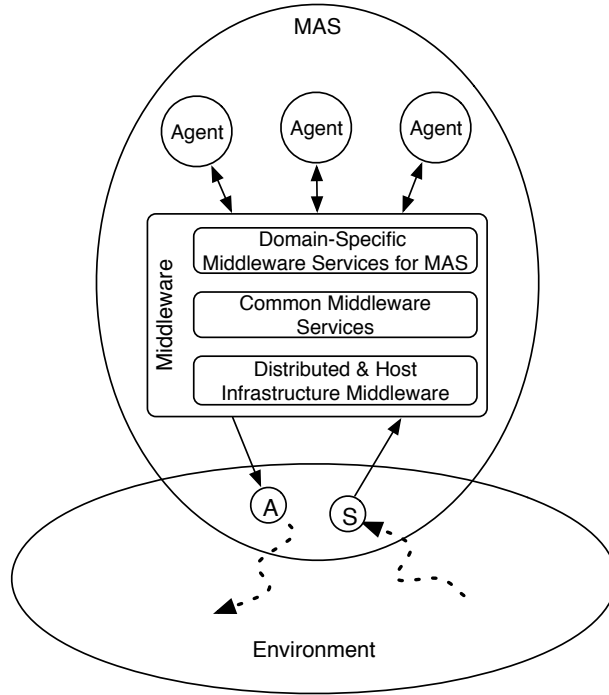 MAS
Agent
Agent
Agent
Middleware
Domain-Specific
Middleware Services for MAS
Common Middleware
Services
Distributed & Host
Infrastructure Middleware
A
S
Environment